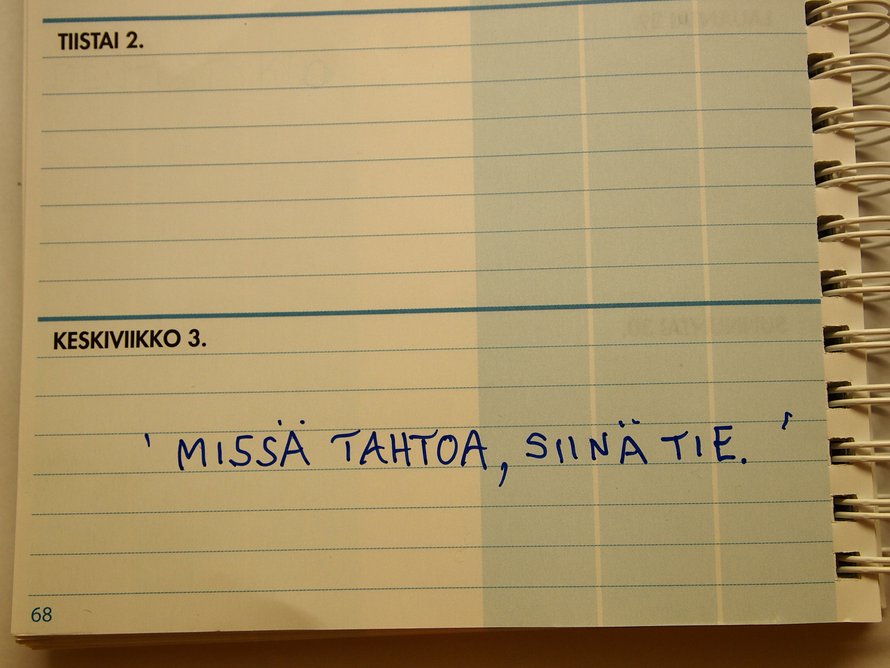 TIISTAI 2.
KESKIVIIKKO 3.
' MISSÄ TAHTOA, SIINÄ TIE. '
68